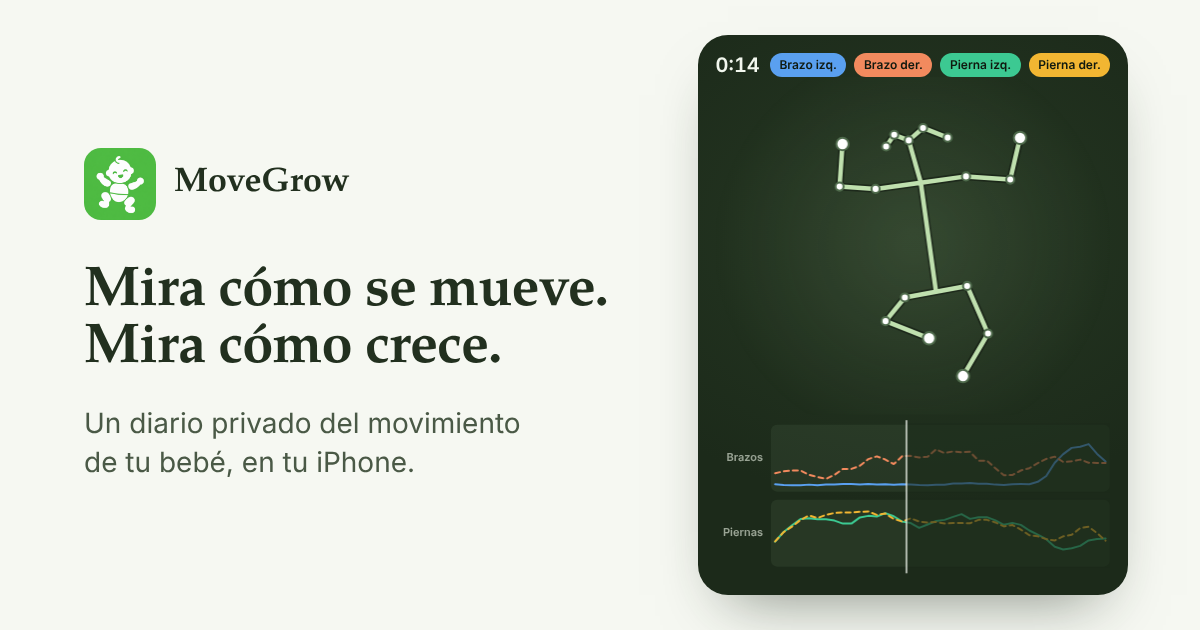 MoveGrow
Mira cómo se mueve.
Mira cómo crece.
Un diario privado del movimiento
de tu bebé, en tu iPhone.
0:14 Brazo izq. Brazo der. Pierna izq. Pierna der.
Brazos
Piernas